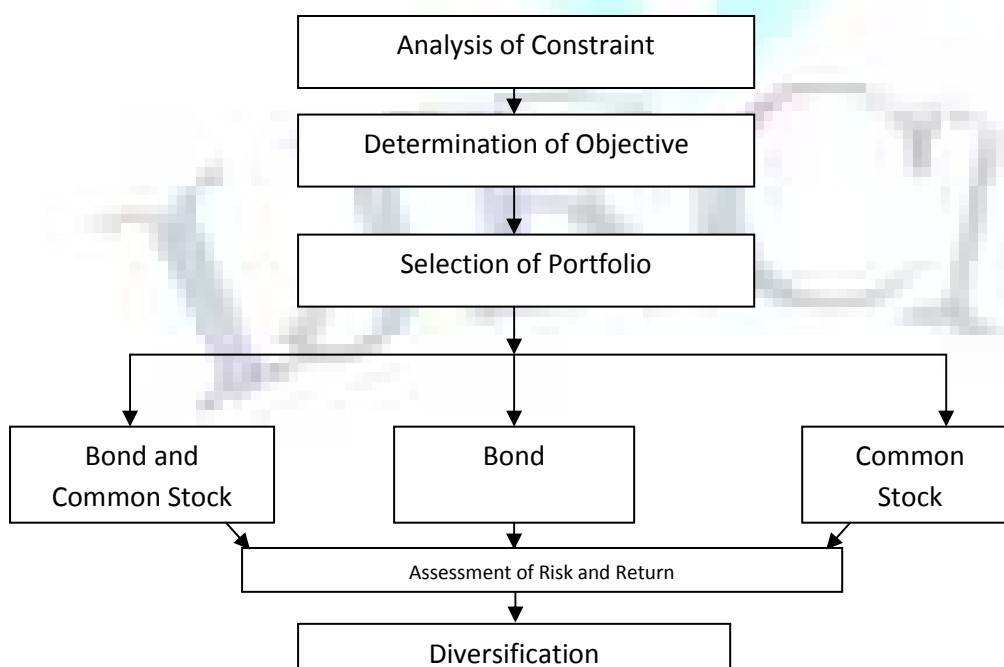 Analysis of Constraint
Determination of Objective
Selection of Portfolio
Bond and
Common Stock
Bond
Common
Stock
Assessment of Risk and Return
Diversification